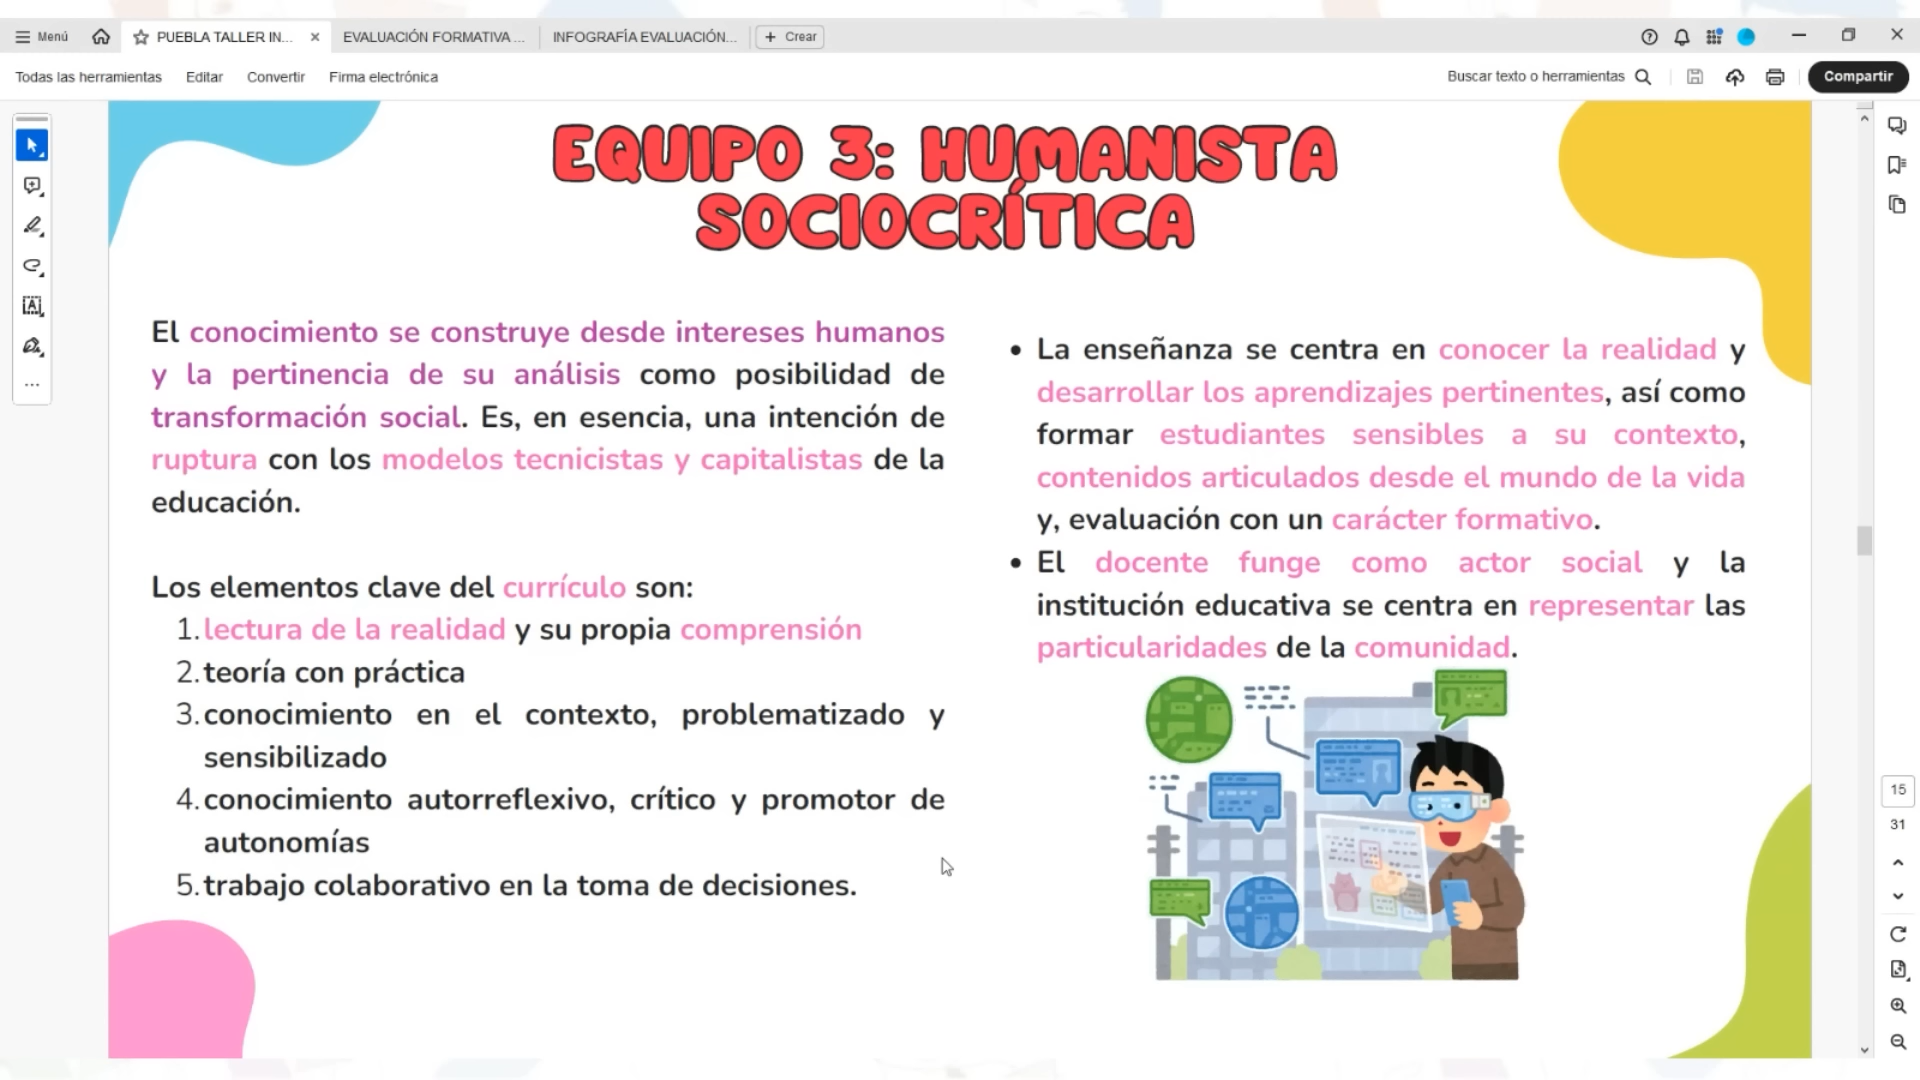 Menú
PUEBLA TALLER IN...
EVALUACIÓN FORMATIVA ...
INFOGRAFÍA EVALUACIÓN...
+ Crear
Todas las herramientas
Editar
Convertir
Firma electrónica
Buscar texto o herramientas
Compartir
EQUIPO 3: HUMANISTA
SOCIOCRÍTICA
El conocimiento se construye desde intereses humanos
y la pertinencia de su análisis como posibilidad de
transformación social. Es, en esencia, una intención de
ruptura con los modelos tecnicistas y capitalistas de la
educación.
Los elementos clave del currículo son:
1. lectura de la realidad y su propia comprensión
2. teoría con práctica
3. conocimiento en el contexto, problematizado y
sensibilizado
4. conocimiento autorreflexivo, crítico y promotor de
autonomías
5. trabajo colaborativo en la toma de decisiones.
• La enseñanza se centra en conocer la realidad y
desarrollar los aprendizajes pertinentes, así como
formar estudiantes sensibles a su contexto,
contenidos articulados desde el mundo de la vida
y, evaluación con un carácter formativo.
• El docente funge como actor social y la
institución educativa se centra en representar las
particularidades de la comunidad.
15
31